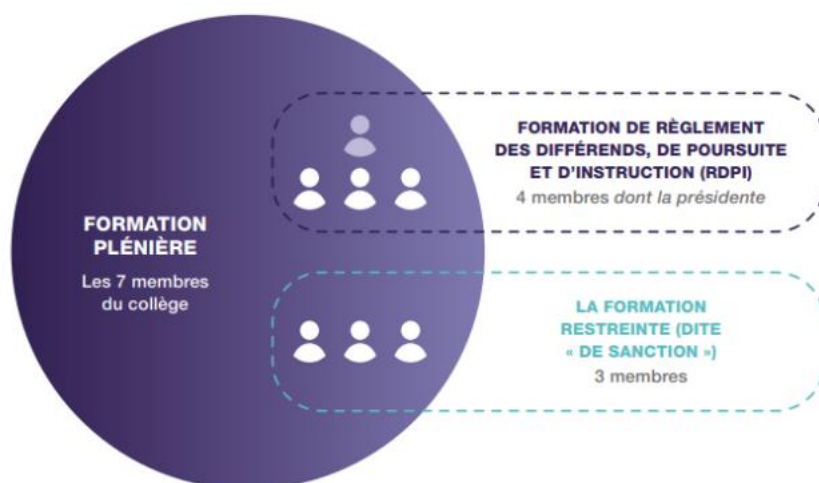 FORMATION
PLÉNIÈRE
Les 7 membres
du collège
FORMATION DE RÈGLEMENT
DES DIFFÉRENDS, DE POURSUITE
ET D'INSTRUCTION (RDPI)
4 membres dont la présidente
LA FORMATION
RESTREINTE (DITE
« DE SANCTION »)
3 membres